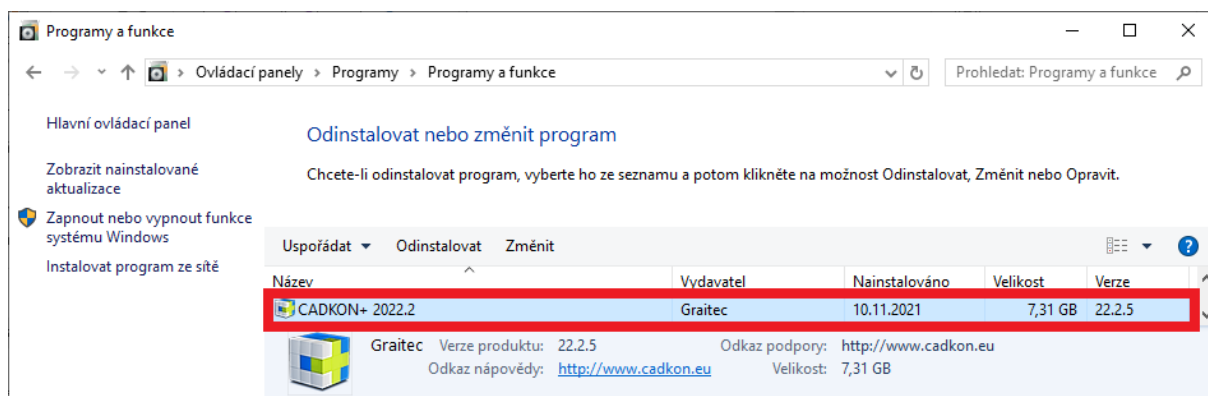 Programy a funkce
Ovládací panely > Programy > Programy a funkce
Prohledat: Programy a funkce
Hlavní ovládací panel
Zobrazit nainstalované
aktualizace
Zapnout nebo vypnout funkce
systému Windows
Instalovat program ze sítě
Odinstalovat nebo změnit program
Chcete-li odinstalovat program, vyberte ho ze seznamu a potom klikněte na možnost Odinstalovat, Změnit nebo Opravit.
Uspořádat Odinstalovat Změnit
Název Vydavatel Nainstalováno Velikost Verze
CADKON+ 2022.2 Graitec 10.11.2021 7,31 GB 22.2.5
Graitec Verze produktu: 22.2.5 Odkaz podpory: http://www.cadkon.eu
Odkaz nápovědy: http://www.cadkon.eu Velikost: 7,31 GB